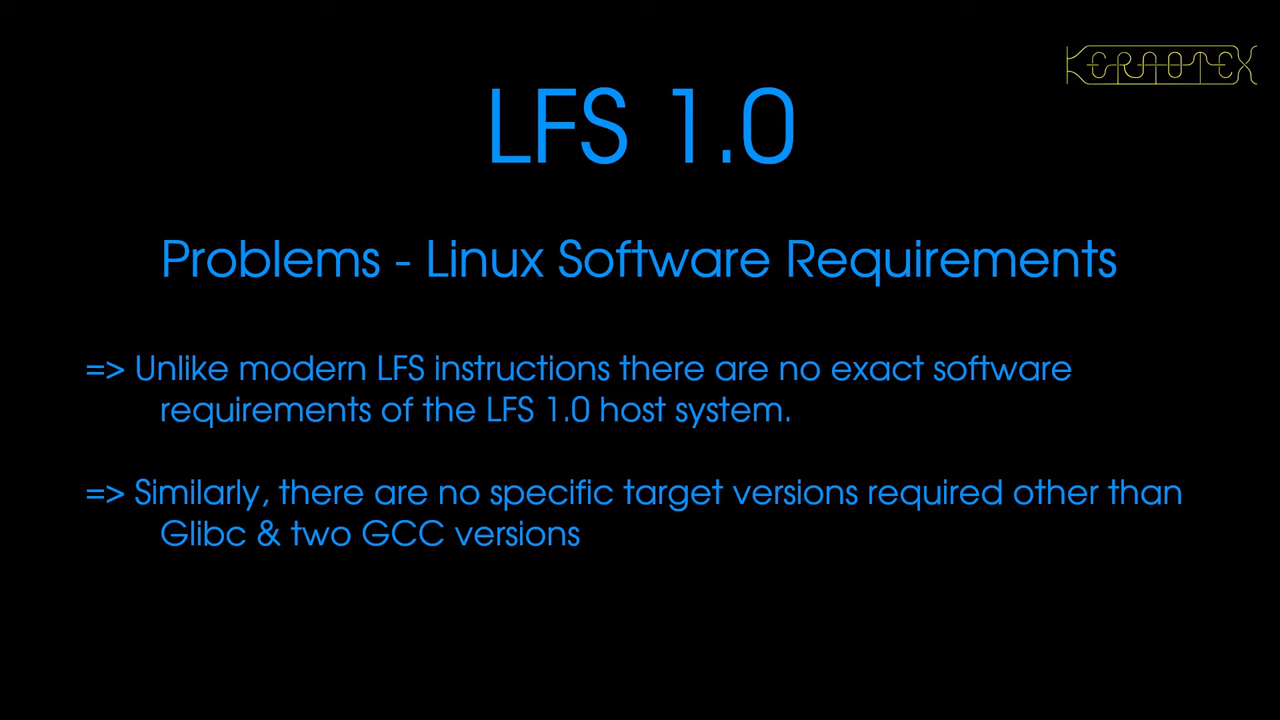 KERNOTEX
LFS 1.0
Problems - Linux Software Requirements
=> Unlike modern LFS instructions there are no exact software
requirements of the LFS 1.0 host system.
=> Similarly, there are no specific target versions required other than
Glibc & two GCC versions